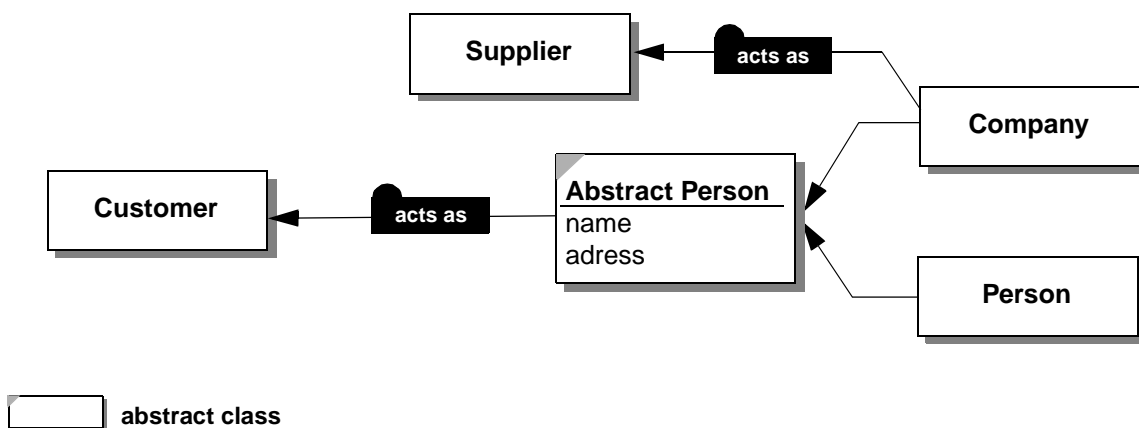 Supplier
acts as
Company
Customer
acts as
Abstract Person
name
adress
Person
abstract class